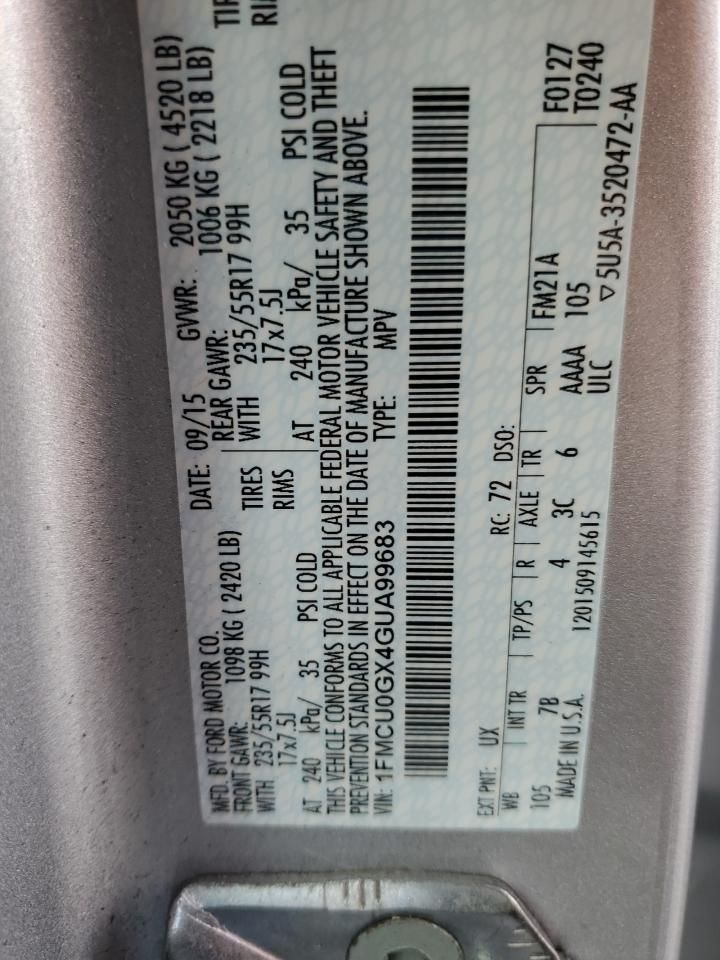 MFD. BY FORD MOTOR CO. DATE: 09/15 GVWR: 2050 KG ( 4520 LB)
FRONT GAWR: 1098 KG ( 2420 LB) REAR GAWR: 1006 KG ( 2218 LB)
WITH 235/55R17 99H TIRES WITH 235/55R17 99H TIRES
17x7.5J RIMS 17x7.5J
AT 240 kPa/ 35 PSI COLD AT 240 kPa/ 35 PSI COLD
THIS VEHICLE CONFORMS TO ALL APPLICABLE FEDERAL MOTOR VEHICLE SAFETY AND THEFT
PREVENTION STANDARDS IN EFFECT ON THE DATE OF MANUFACTURE SHOWN ABOVE.
VIN: 1FMCU0GX4GUA99683 TYPE: MPV
EXT PNT: UX RC: 72 DSO: F0127
WB INT TR TP/PS R AXLE TR SPR FM21A T0240
105 7B 4 3C 6 AAAA 105
MADE IN U.S.A. 1201509145615 ULC ▽5U5A-3520472-AA